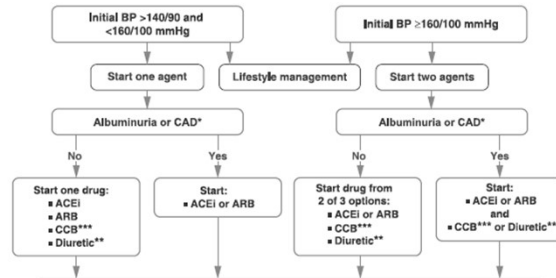 Initial BP >140/90 and
<160/100 mmHg
Initial BP ≥160/100 mmHg
Start one agent
Lifestyle management
Start two agents
Albuminuria or CAD*
Albuminuria or CAD*
No
Yes
No
Yes
Start one drug:
▪ ACEi
▪ ARB
▪ CCB***
▪ Diuretic**
Start:
▪ ACEi or ARB
Start drug from
2 of 3 options:
▪ ACEi or ARB
▪ CCB***
▪ Diuretic**
Start:
▪ ACEi or ARB
and
▪ CCB*** or Diuretic**